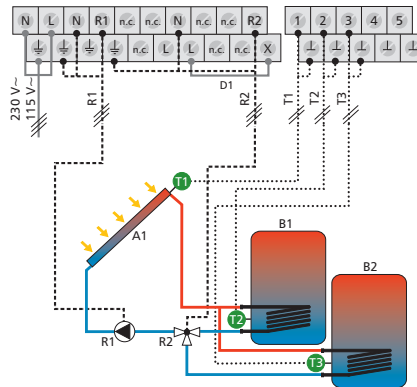 N L N R1 n.c. n.c. N n.c. n.c. R2
n.c. n.c. L L n.c. X
1 2 3 4 5
D1
230 V~
115 V~
R1
R2
T1
T2
T3
T1
A1
B1
B2
T2
T3
R1
R2